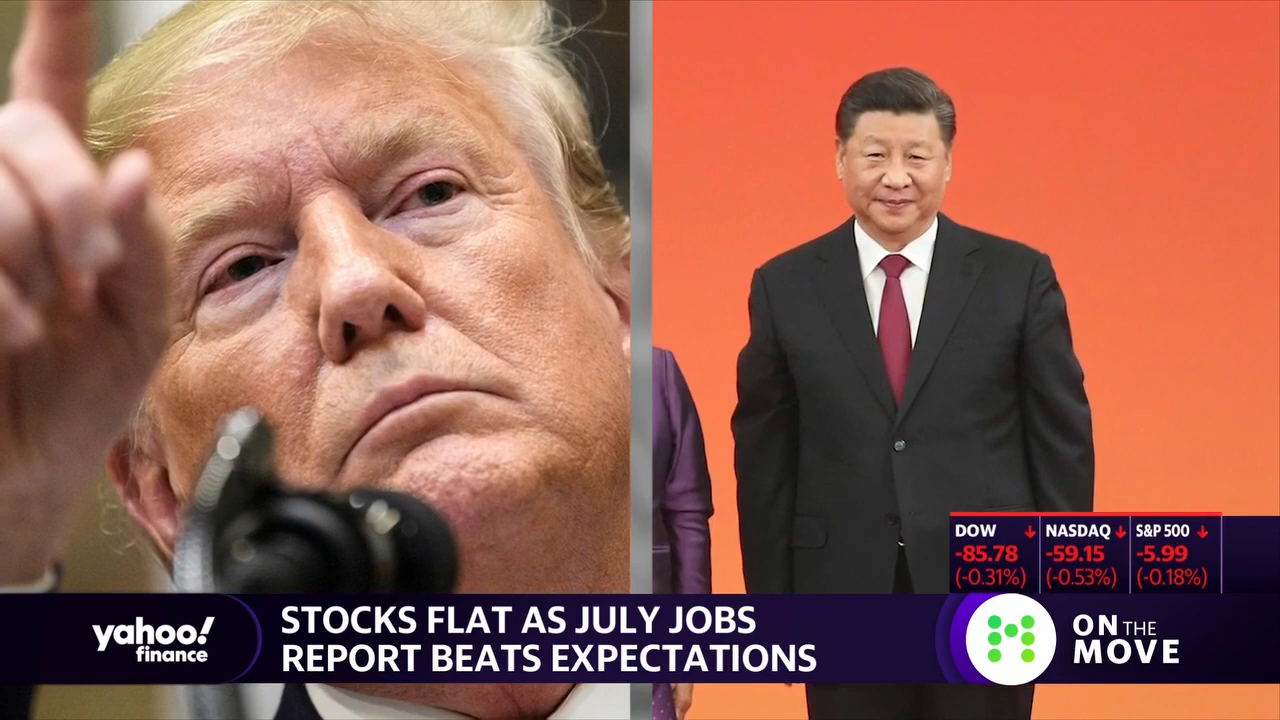 DOW
-85.78
(-0.31%)
NASDAQ
-59.15
(-0.53%)
S&P 500
-5.99
(-0.18%)
yahoo!
finance
STOCKS FLAT AS JULY JOBS
REPORT BEATS EXPECTATIONS
ON THE
MOVE